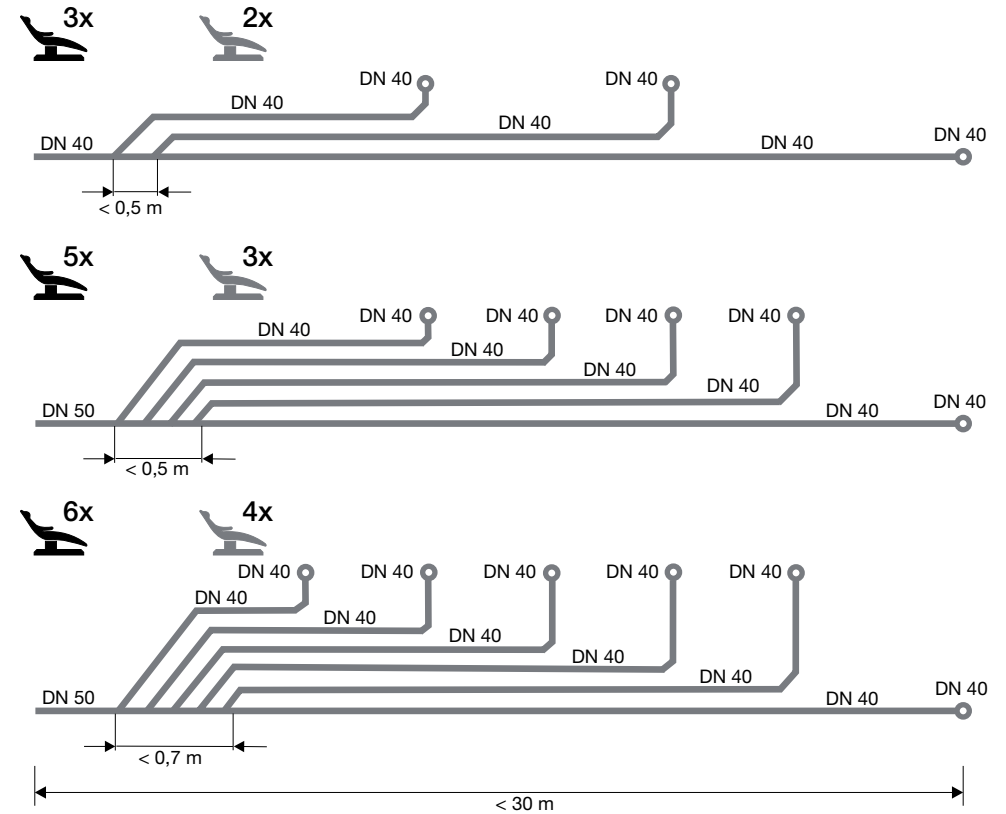 3x 2x
DN 40 DN 40
DN 40
DN 40
DN 40 DN 40 DN 40
< 0,5 m
5x 3x
DN 40 DN 40 DN 40 DN 40
DN 40
DN 40
DN 40
DN 40
DN 50 DN 40 DN 40
< 0,5 m
6x 4x
DN 40 DN 40 DN 40 DN 40 DN 40
DN 40
DN 40
DN 40
DN 40
DN 40
DN 50 DN 40 DN 40
< 0,7 m
< 30 m